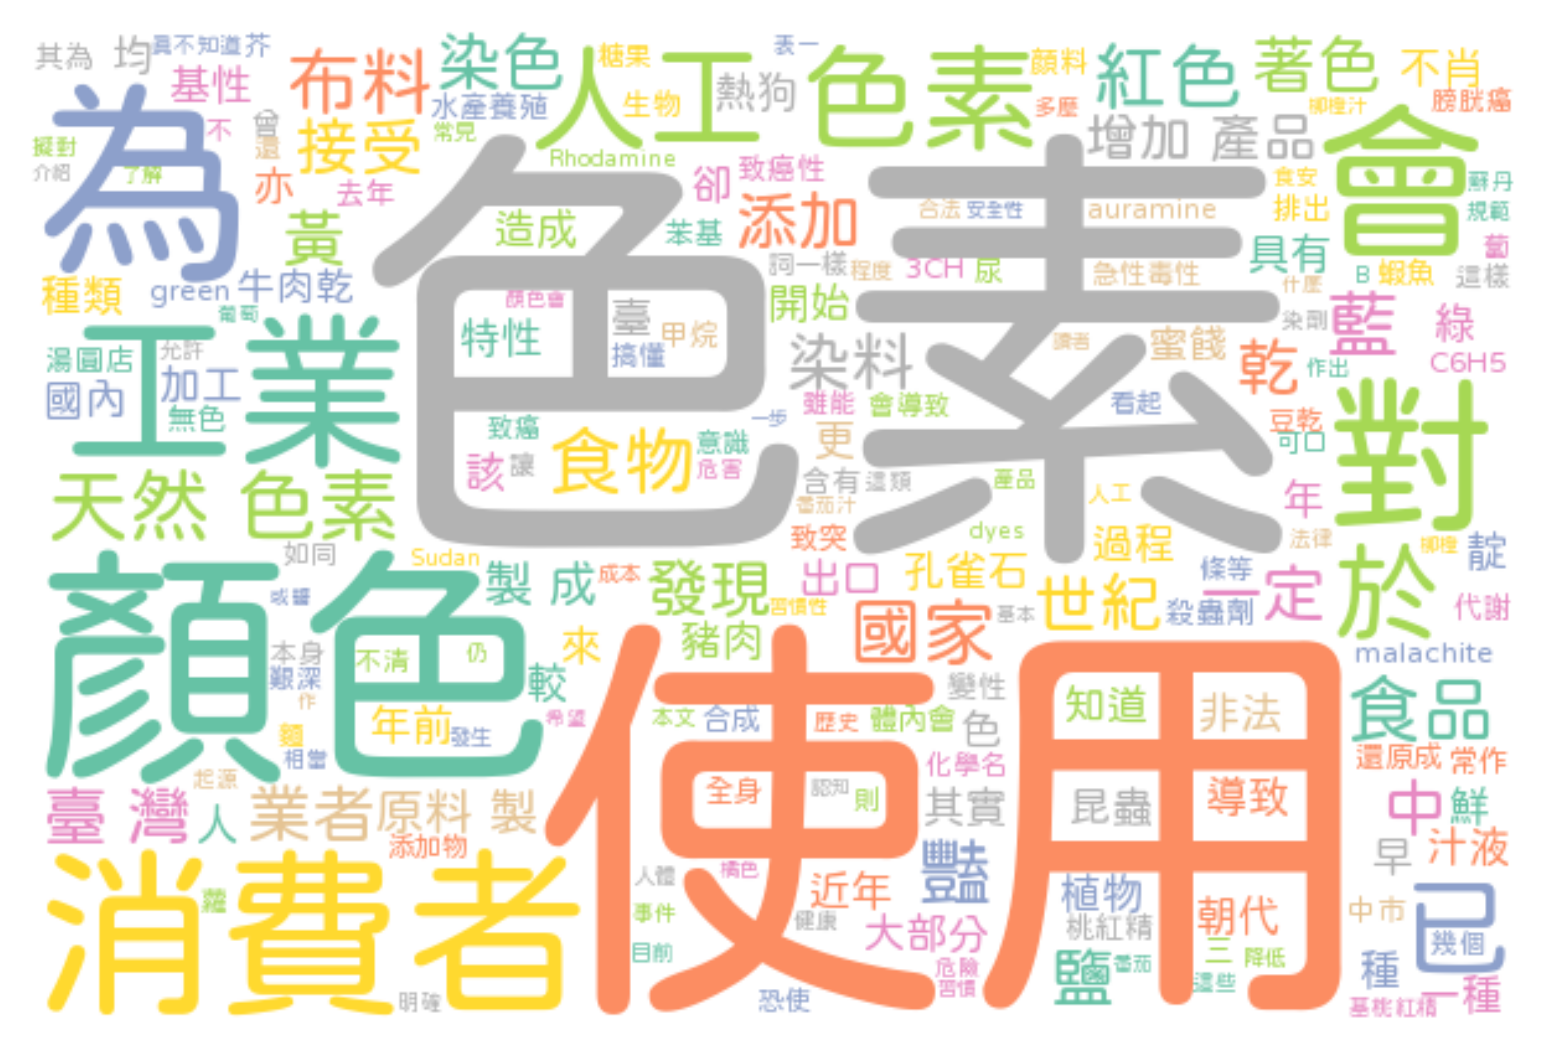 其為 均 真不知道 芥 基性 布料 染色 人工 色素 糖果 表一 顏料 紅色 著色 不肖
水產養殖 生物 熱狗 多麼 柳橙汁 膀胱癌
為 不 曾 還 接受 常見 增加 產品 會
擬對 介紹 了解 亦 去年 Rhodamine 卻 致癌性 食安 蘇丹
黃 造成 苯基 添加 合法 安全性 auramine 排出 規範
種類 green 牛肉乾 顏色會 詞一樣 程度 3CH 尿 急性毒性 具有 B 蝦魚 蔔 這樣
葡萄 特性 臺 甲烷 開始 什麼
色素
工業 湯圓店 允許 搞懂 染料 讀者 蜜餞 染劑 藍 綠
國內 加工 無色 雖能 會導致 看起 乾 作出 C6H5
致癌 一步 更 豆乾 可口 對
天然 色素 該 讓 食物 意識 危害 含有 這類 產品 人工 年
番茄汁 致突 dyes 過程 法律 柳橙 靛
如同 Sudan 製 成 成本 發現 出口 孔雀石 條等 一定 於
或醬 習慣性 國家 基本 世紀 殺蟲劑 代謝
顏色 本身 艱深 不清 仍 較 來 豬肉 malachite
作 年前 發生 希望 本文 合成 歷史 體內會 變性 色 知道 非法 食品
麵 相當 起源 使用 化學名 還原成 常作
臺 灣 人 業者 原料 製 全身 認知 則 其實 昆蟲 導致 中 鮮
添加物 早 汁液
消費者 蘿 人體 橘色 近年 豔 植物 朝代 已
事件 健康 大部分 桃紅精 中市 幾個
目前 危險 習慣 鹽 番茄 三 降低 這些 種 一種
明確 恐使 基桃紅精